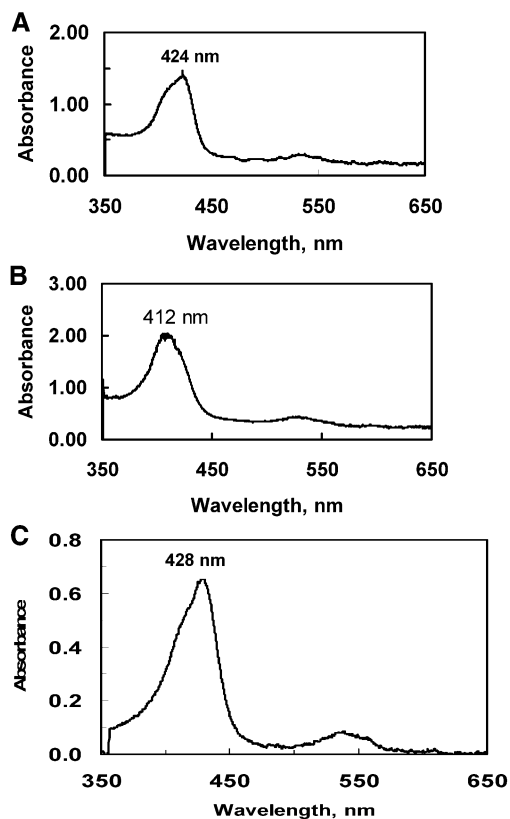 A
2.00
424 nm
Absorbance
1.00
0.00
350 450 550 650
Wavelength, nm
B
3.00
412 nm
Absorbance
2.00
1.00
0.00
350 450 550 650
Wavelength, nm
C
0.8
428 nm
0.6
Absorbance
0.4
0.2
0.0
350 450 550 650
Wavelength, nm